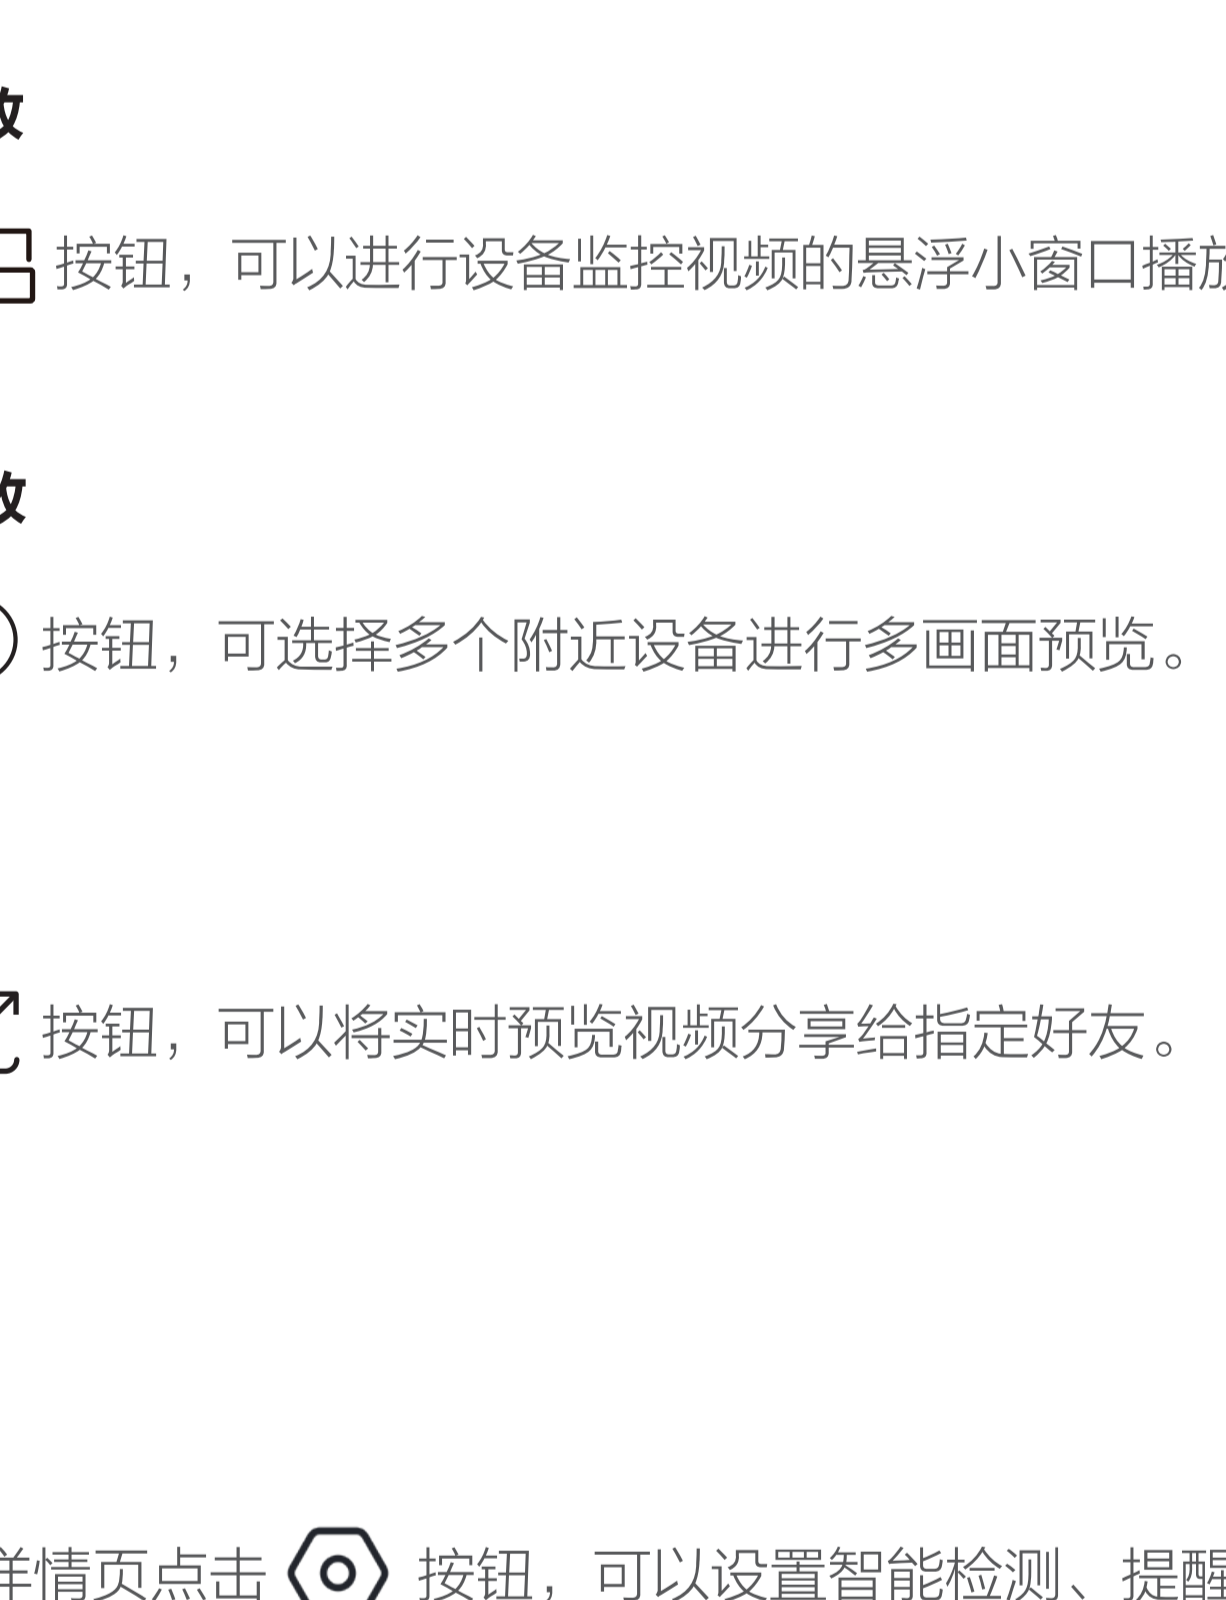 按钮，可以进行设备监控视频的悬浮小窗口播放
按钮，可选择多个附近设备进行多画面预览。
按钮，可以将实时预览视频分享给指定好友。
详情页点击 按钮，可以设置智能检测、提醒